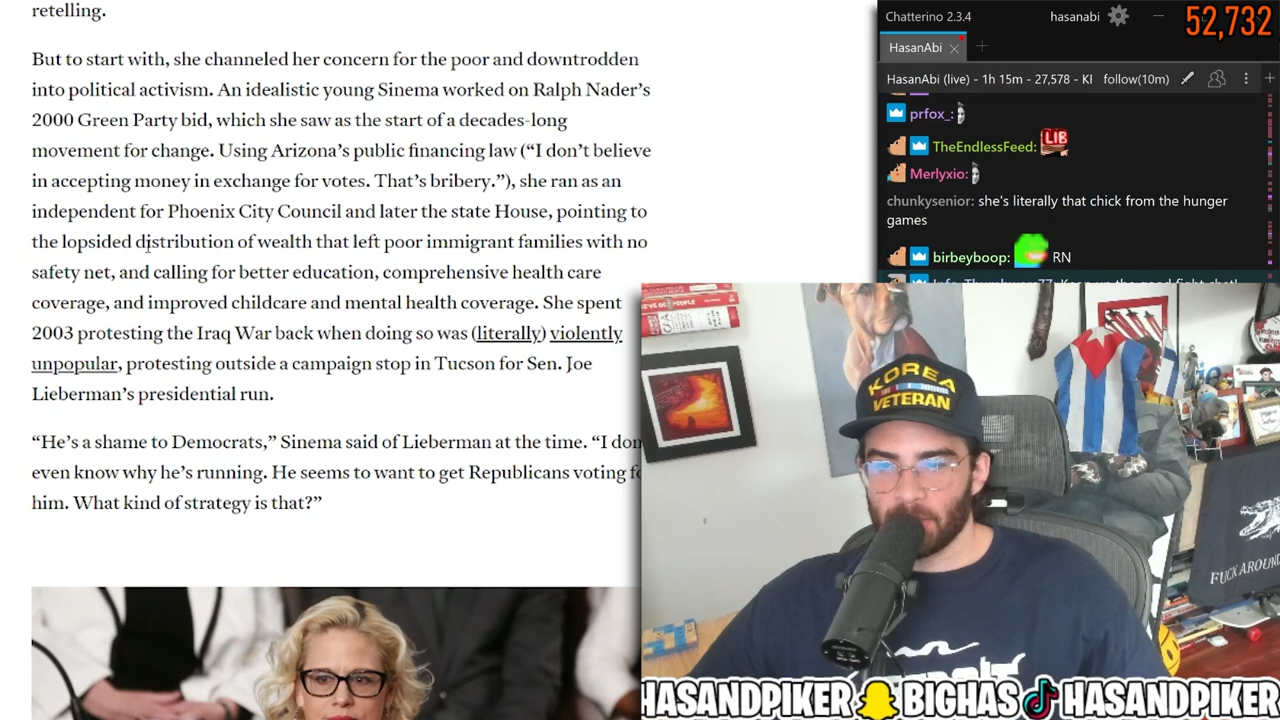 retelling.
But to start with, she channeled her concern for the poor and downtrodden
into political activism. An idealistic young Sinema worked on Ralph Nader’s
2000 Green Party bid, which she saw as the start of a decades-long
movement for change. Using Arizona’s public financing law (“I don’t believe
in accepting money in exchange for votes. That’s bribery.”), she ran as an
independent for Phoenix City Council and later the state House, pointing to
the lopsided distribution of wealth that left poor immigrant families with no
safety net, and calling for better education, comprehensive health care
coverage, and improved childcare and mental health coverage. She spent
2003 protesting the Iraq War back when doing so was (literally) violently
unpopular, protesting outside a campaign stop in Tucson for Sen. Joe
Lieberman’s presidential run.
“He’s a shame to Democrats,” Sinema said of Lieberman at the time. “I don
even know why he’s running. He seems to want to get Republicans voting fo
him. What kind of strategy is that?”
Chatterino 2.3.4
hasanabi
52,732
HasanAbi
HasanAbi (live) - 1h 15m - 27,578 - KI
follow(10m)
prfox_:
TheEndlessFeed: LIB
Merlyxio:
chunkysenior: she's literally that chick from the hunger
games
birbeyboop: RN
KOREA
VETERAN
FUCK AROUND
HASANDPIKER BIGHAS HASANDPIKER